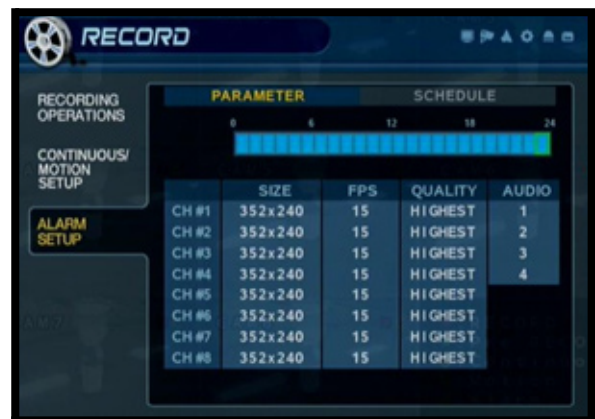 RECORD
RECORDING
OPERATIONS
CONTINUOUS/
MOTION
SETUP
ALARM
SETUP
PARAMETER SCHEDULE
0 6 12 18 24
SIZE FPS QUALITY AUDIO
CH #1 352x240 15 HIGHEST 1
CH #2 352x240 15 HIGHEST 2
CH #3 352x240 15 HIGHEST 3
CH #4 352x240 15 HIGHEST 4
CH #5 352x240 15 HIGHEST
CH #6 352x240 15 HIGHEST
CH #7 352x240 15 HIGHEST
CH #8 352x240 15 HIGHEST